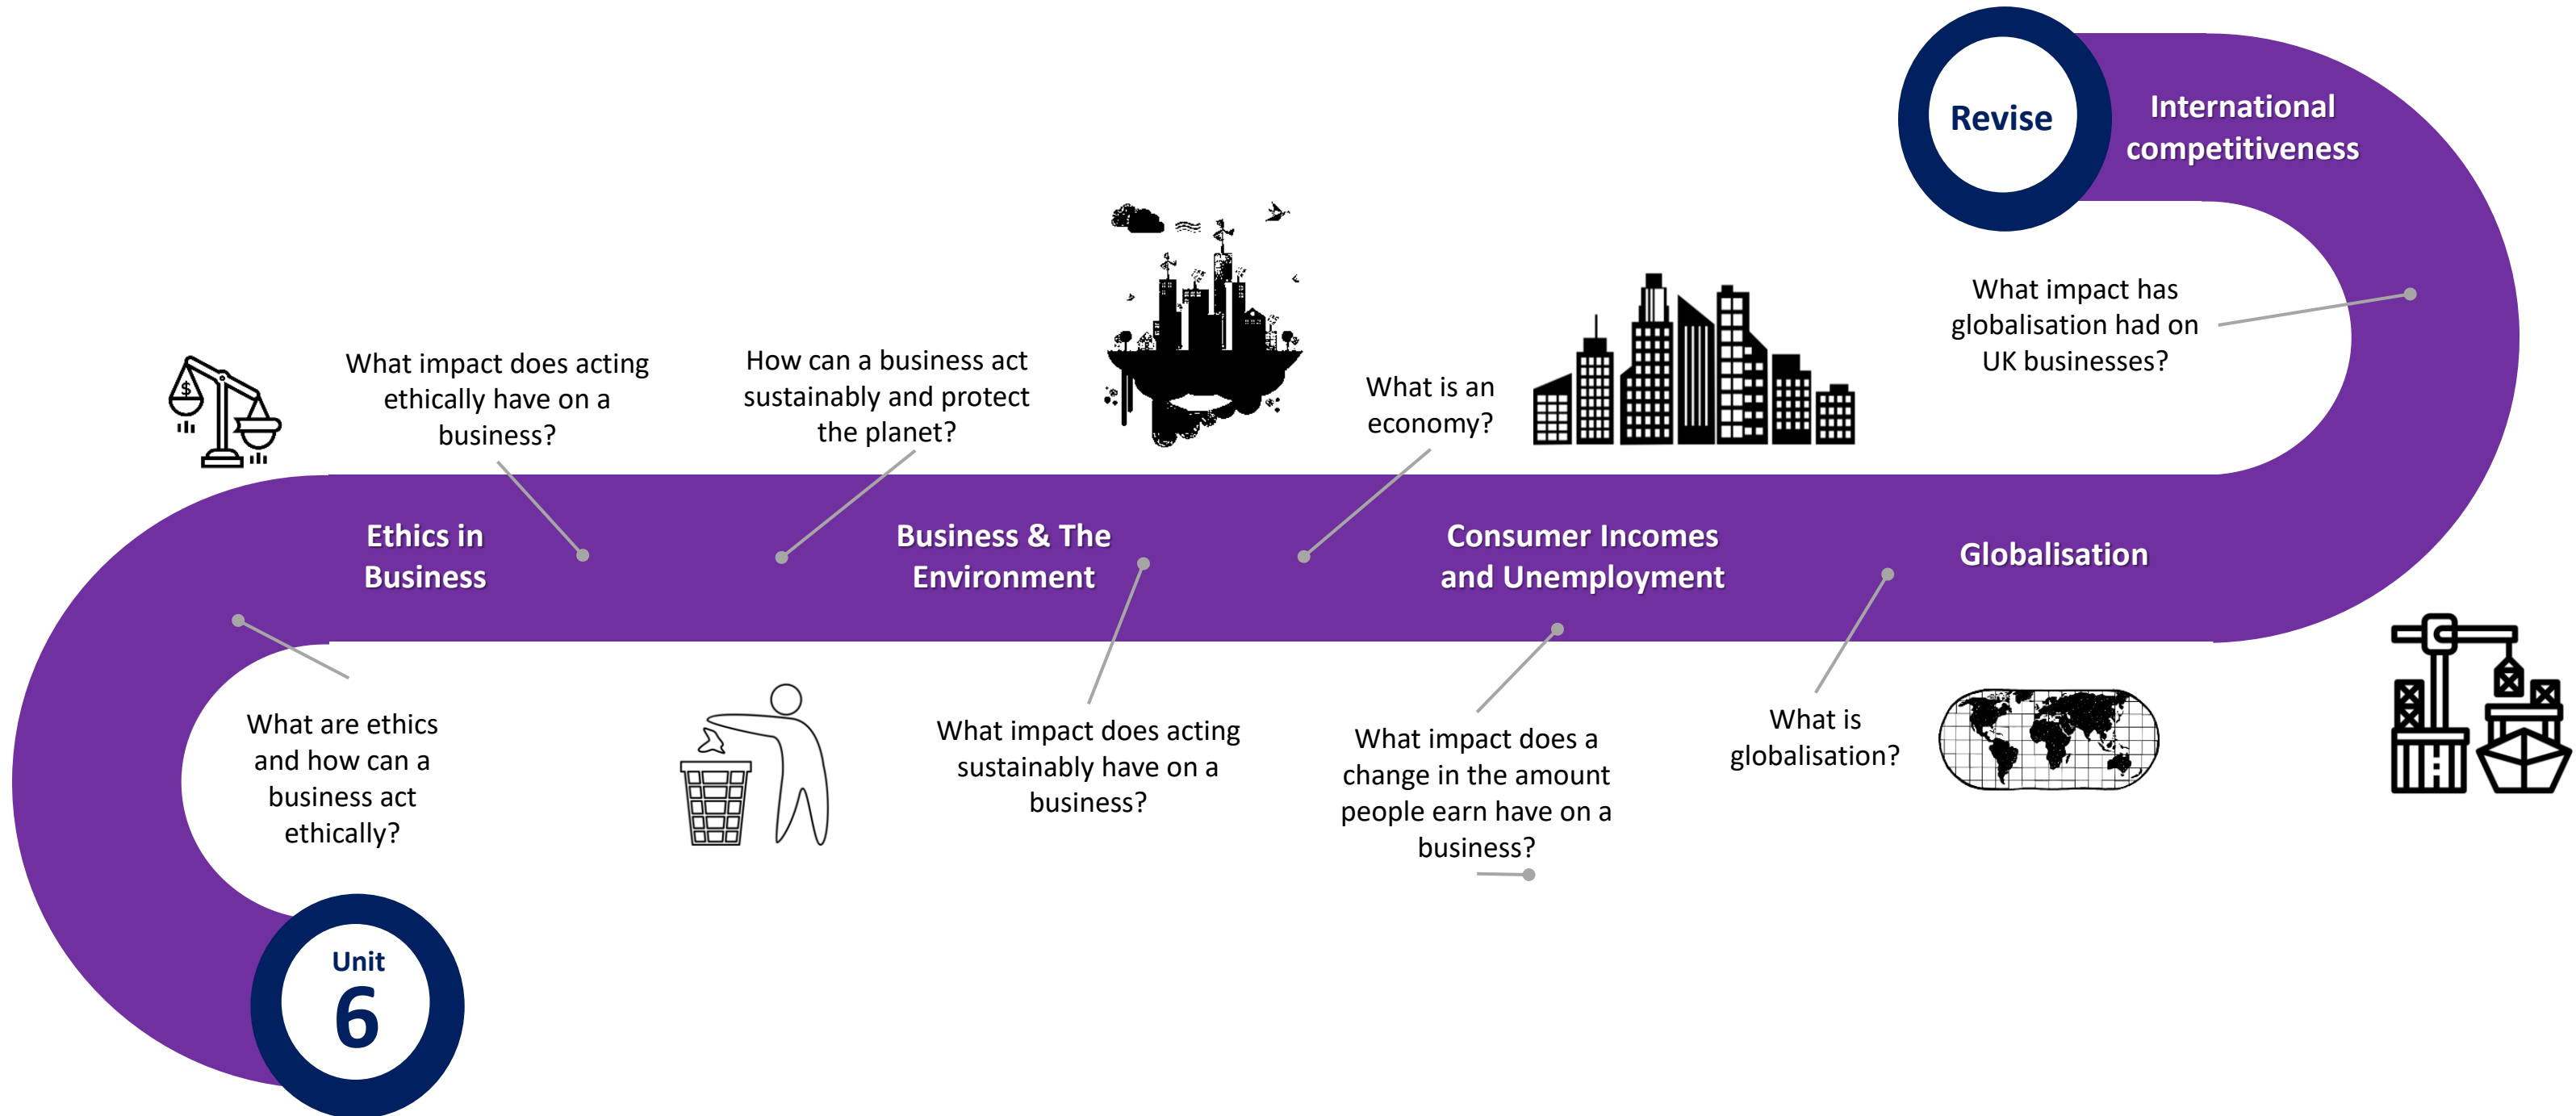 Revise
International
competitiveness
What impact has
globalisation had on
UK businesses?
What impact does acting
ethically have on a
business?
How can a business act
sustainably and protect
the planet?
What is an
economy?
$
Ethics in
Business
Business & The
Environment
Consumer Incomes
and Unemployment
Globalisation
What are ethics
and how can a
business act
ethically?
What impact does acting
sustainably have on a
business?
What impact does a
change in the amount
people earn have on a
business?
What is
globalisation?
Unit
6